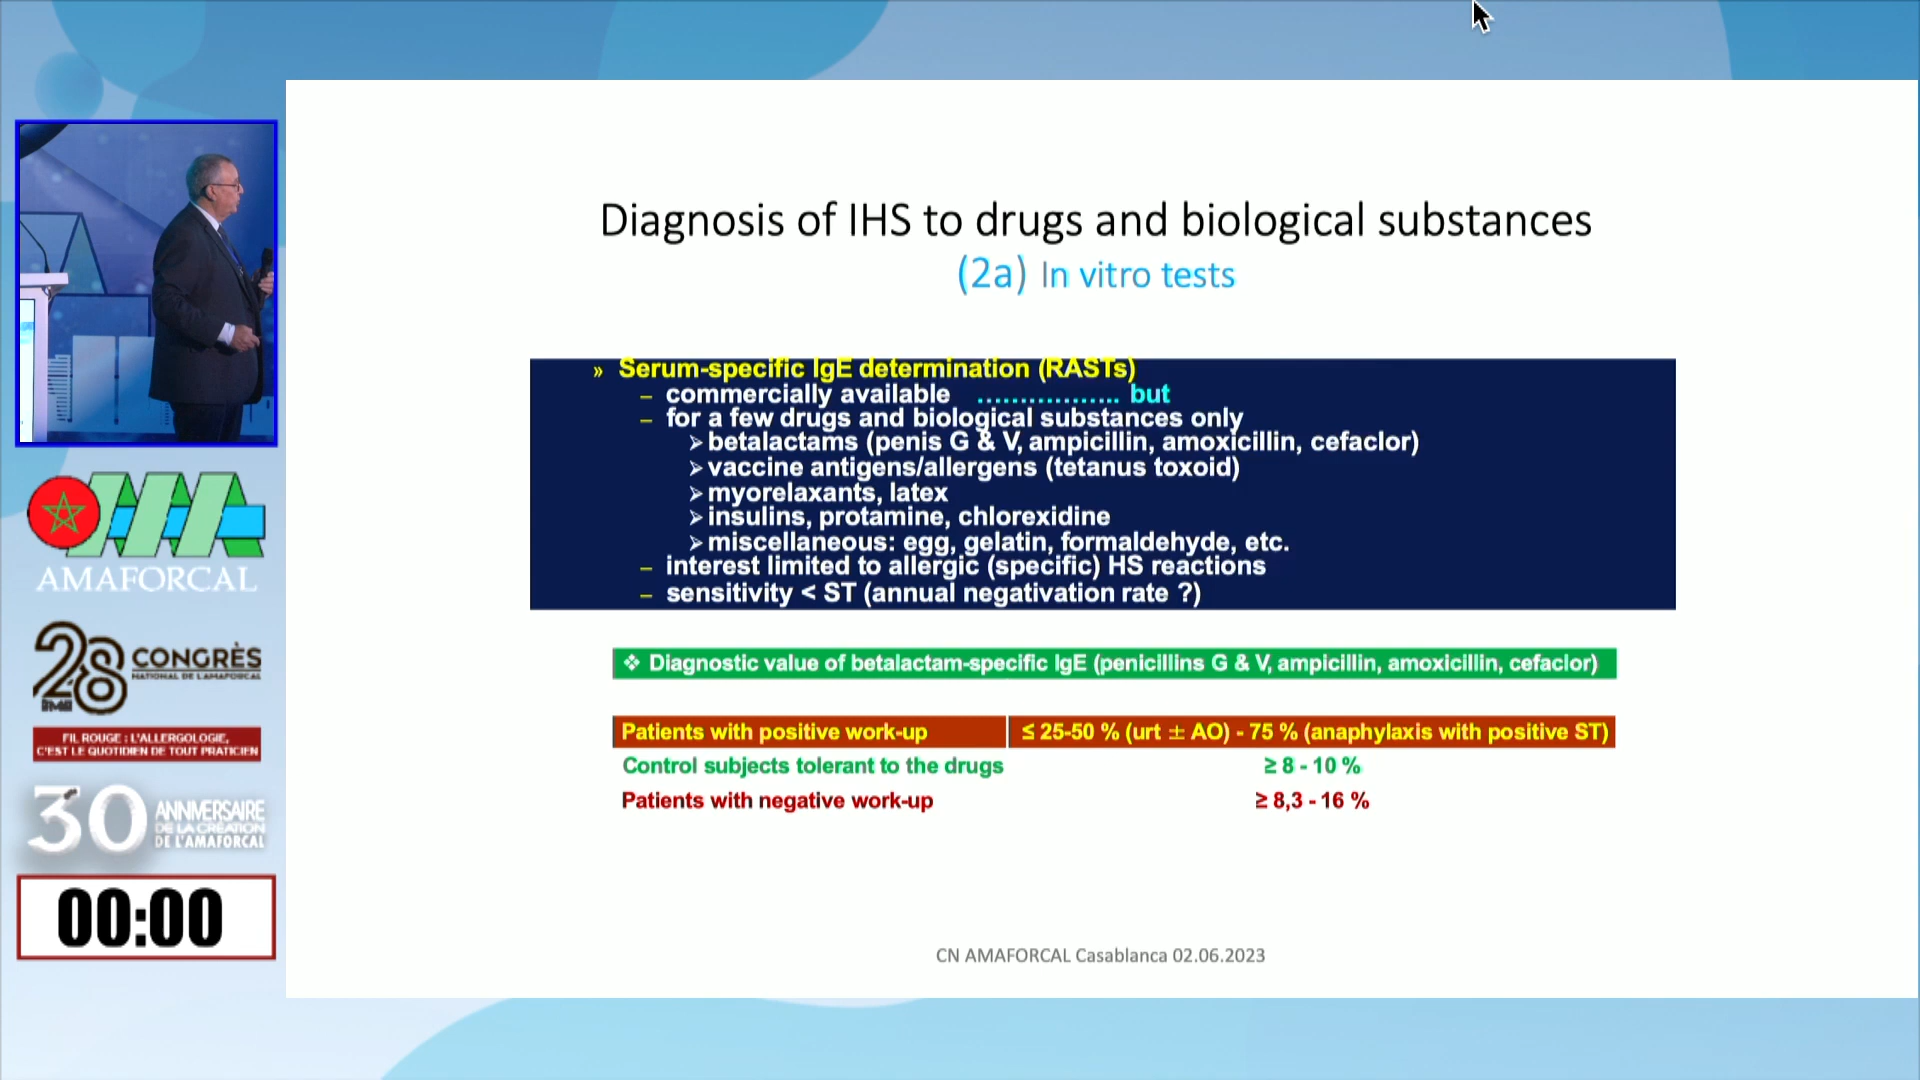 Diagnosis of IHS to drugs and biological substances
(2a) In vitro tests
» Serum-specific IgE determination (RASTs)
– commercially available ................. but
– for a few drugs and biological substances only
➢ betalactams (penis G & V, ampicillin, amoxicillin, cefaclor)
➢ vaccine antigens/allergens (tetanus toxoid)
➢ myorelaxants, latex
➢ insulins, protamine, chlorexidine
➢ miscellaneous: egg, gelatin, formaldehyde, etc.
– interest limited to allergic (specific) HS reactions
– sensitivity < ST (annual negativation rate ?)
❖ Diagnostic value of betalactam-specific IgE (penicillins G & V, ampicillin, amoxicillin, cefaclor)
Patients with positive work-up ≤ 25-50 % (urt ± AO) - 75 % (anaphylaxis with positive ST)
Control subjects tolerant to the drugs ≥ 8 - 10 %
Patients with negative work-up ≥ 8,3 - 16 %
CN AMAFORCAL Casablanca 02.06.2023
AMAFORCAL
28 CONGRÈS
NATIONAL DE L'AMAFORCAL
FIL ROUGE : L'ALLERGOLOGIE,
C'EST LE QUOTIDIEN DE TOUT PRATICIEN
30 ANNIVERSAIRE
DE LA CRÉATION
DE L'AMAFORCAL
00:00